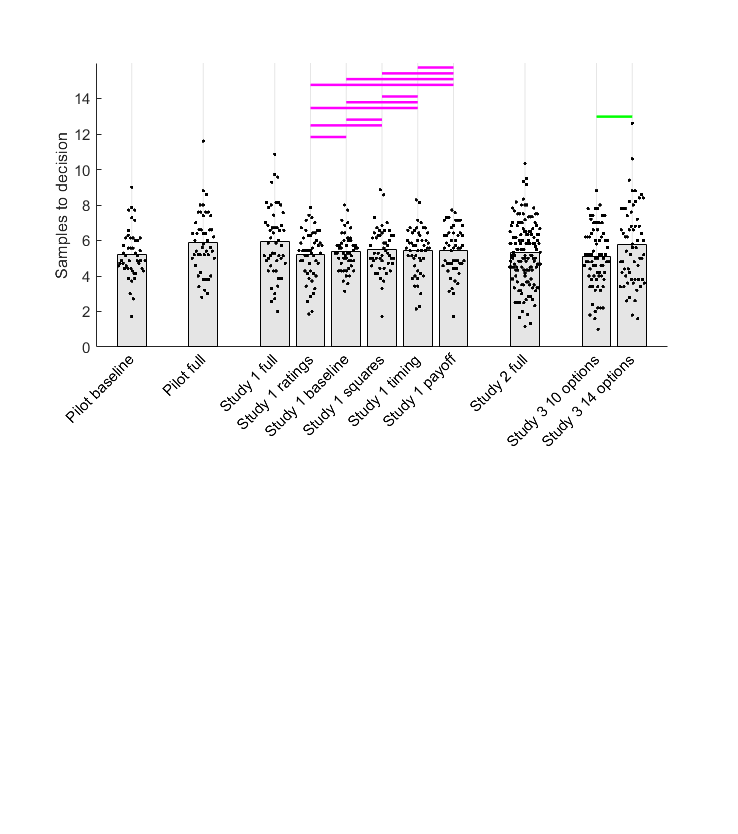 Samples to decision
14
12
10
8
6
4
2
0
Pilot baseline
Pilot full
Study 1 full
Study 1 ratings
Study 1 baseline
Study 1 squares
Study 1 timing
Study 1 payoff
Study 2 full
Study 3 10 options
Study 3 14 options